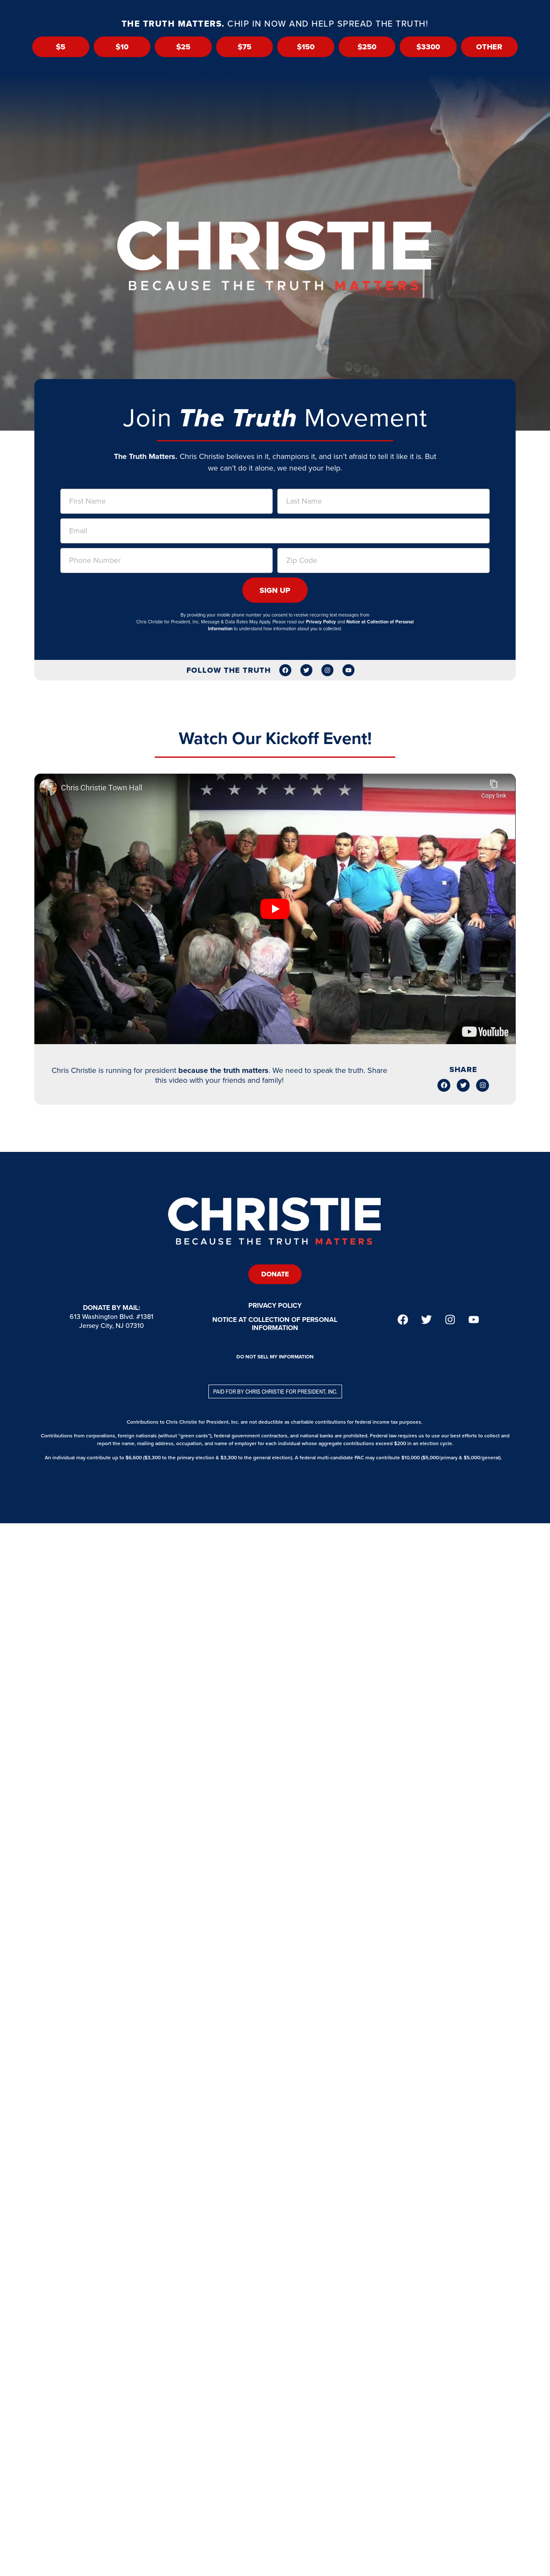 THE TRUTH MATTERS. CHIP IN NOW AND HELP SPREAD THE TRUTH!
$5 $10 $25 $75 $150 $250 $3300 OTHER
CHRISTIE
BECAUSE THE TRUTH MATTERS
Join The Truth Movement
The Truth Matters. Chris Christie believes in it, champions it, and isn't afraid to tell it like it is. But
we can't do it alone, we need your help.
First Name Last Name
Email
Phone Number Zip Code
SIGN UP
By providing your mobile phone number you consent to receive recurring text messages from
Chris Christie for President, Inc. Message & Data Rates May Apply. Please read our Privacy Policy and Notice at Collection of Personal
Information to understand how information about you is collected.
FOLLOW THE TRUTH
Watch Our Kickoff Event!
Chris Christie Town Hall
Copy link
YouTube
Chris Christie is running for president because the truth matters. We need to speak the truth. Share
this video with your friends and family!
SHARE
CHRISTIE
BECAUSE THE TRUTH MATTERS
DONATE
DONATE BY MAIL:
613 Washington Blvd. #1381
Jersey City, NJ 07310
PRIVACY POLICY
NOTICE AT COLLECTION OF PERSONAL
INFORMATION
DO NOT SELL MY INFORMATION
PAID FOR BY CHRIS CHRISTIE FOR PRESIDENT, INC.
Contributions to Chris Christie for President, Inc. are not deductible as charitable contributions for federal income tax purposes.
Contributions from corporations, foreign nationals (without "green cards"), federal government contractors, and national banks are prohibited. Federal law requires us to use our best efforts to collect and
report the name, mailing address, occupation, and name of employer for each individual whose aggregate contributions exceed $200 in an election cycle.
An individual may contribute up to $6,600 ($3,300 to the primary election & $3,300 to the general election). A federal multi-candidate PAC may contribute $10,000 ($5,000/primary & $5,000/general).